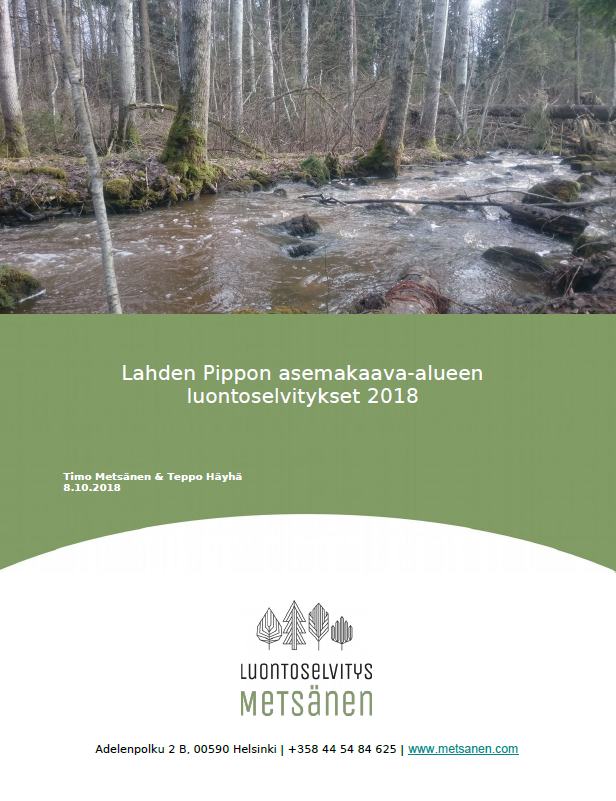 Lahden Pippon asemakaava-alueen
luontoselvitykset 2018
Timo Metsänen & Teppo Häyhä
8.10.2018
LUONTOSELVITYS
METSÄNEN
Adelenpolku 2 B, 00590 Helsinki | +358 44 54 84 625 | www.metsanen.com